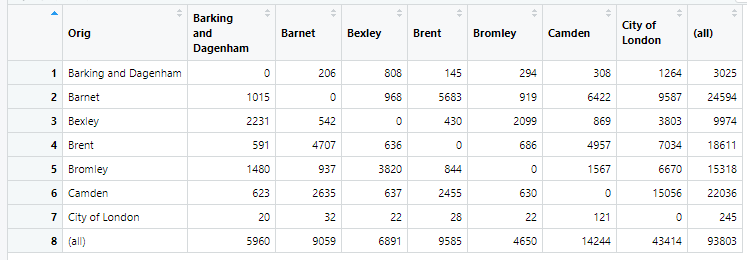 Orig Barking and Dagenham Barnet Bexley Brent Bromley Camden City of London (all)
1 Barking and Dagenham 0 206 808 145 294 308 1264 3025
2 Barnet 1015 0 968 5683 919 6422 9587 24594
3 Bexley 2231 542 0 430 2099 869 3803 9974
4 Brent 591 4707 636 0 686 4957 7034 18611
5 Bromley 1480 937 3820 844 0 1567 6670 15318
6 Camden 623 2635 637 2455 630 0 15056 22036
7 City of London 20 32 22 28 22 121 0 245
8 (all) 5960 9059 6891 9585 4650 14244 43414 93803